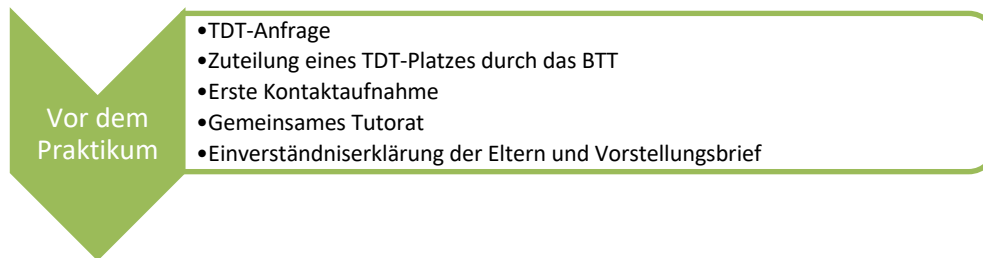 Vor dem
Praktikum
•TDT-Anfrage
•Zuteilung eines TDT-Platzes durch das BTT
•Erste Kontaktaufnahme
•Gemeinsames Tutorat
•Einverständniserklärung der Eltern und Vorstellungsbrief